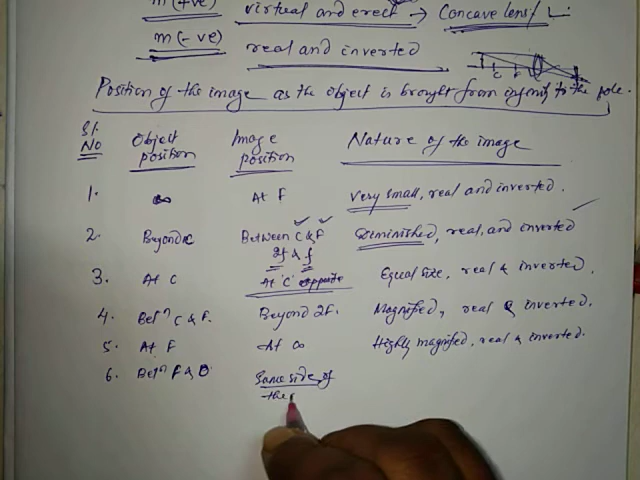 m (+ve) virtual and erect → Concave lens/
m (-ve) real and inverted
Position of the image as the object is brought from infinity to the pole.
Sl. No Object position Image position Nature of the image
1. ∞ At F Very small, real and inverted.
2. Beyond C Between C & F Diminished, real, and inverted
2f & f
3. At C At 'C' opposite Equal size, real & inverted.
4. Betn C & F. Beyond 2F. Magnified, real & inverted.
5. At F At ∞ Highly magnified, real & inverted.
6. Betn F & O Same side of
the